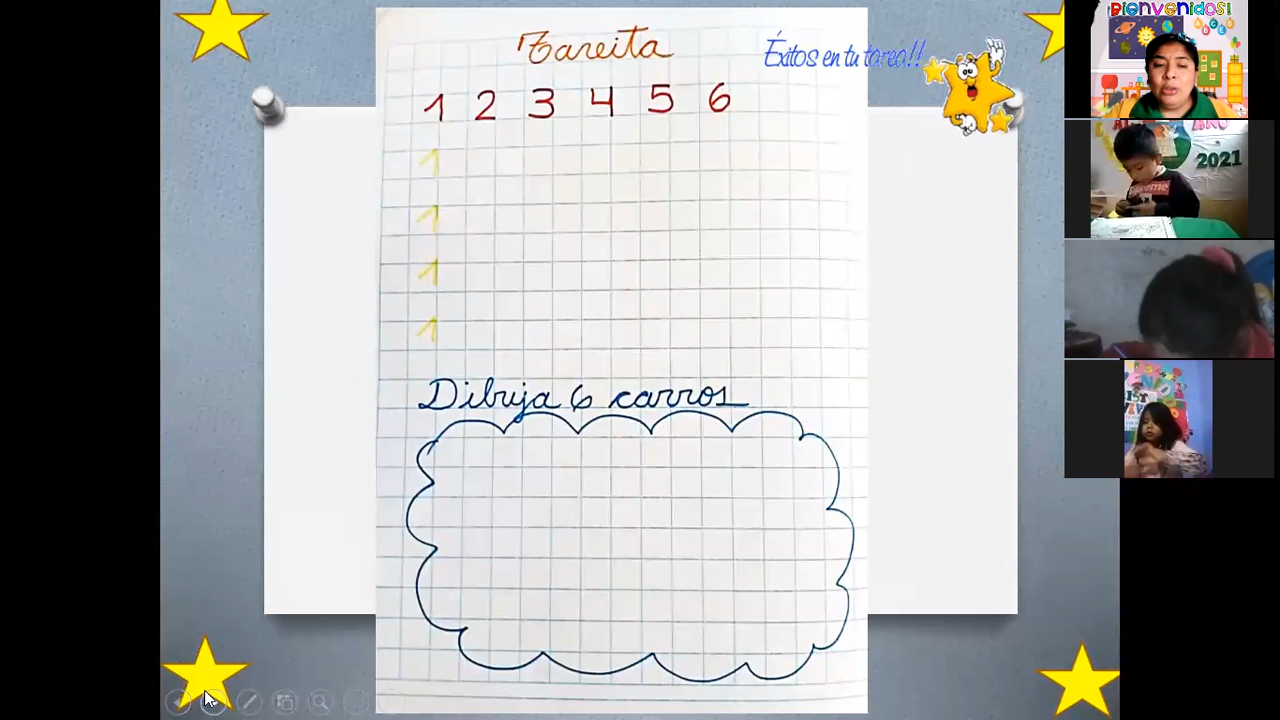 Tareita
Éxitos en tu tarea!!
1 2 3 4 5 6
1
1
1
1
Dibuja 6 carros
Bienvenidos!
A B C
E
2021
SUPREME